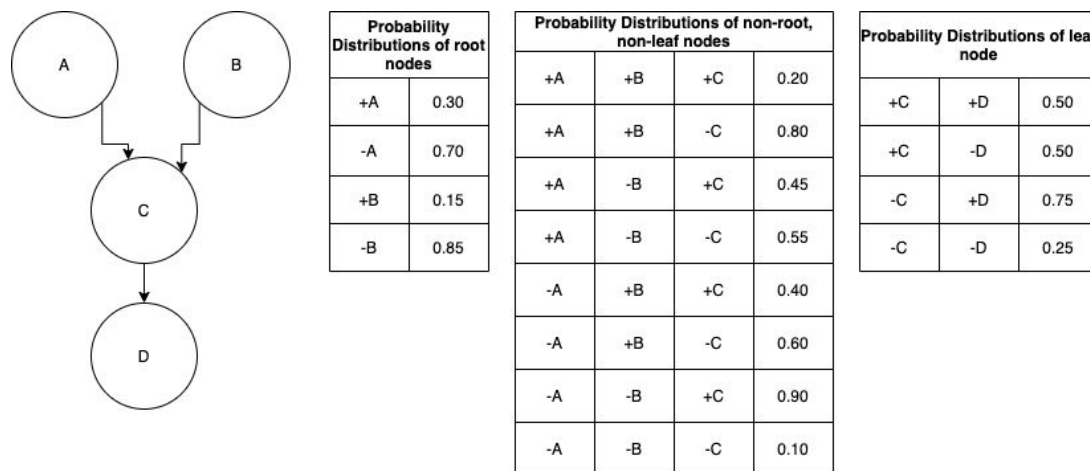 A
B
C
D
Probability
Distributions of root
nodes
+A 0.30
-A 0.70
+B 0.15
-B 0.85
Probability Distributions of non-root,
non-leaf nodes
+A +B +C 0.20
+A +B -C 0.80
+A -B +C 0.45
+A -B -C 0.55
-A +B +C 0.40
-A +B -C 0.60
-A -B +C 0.90
-A -B -C 0.10
Probability Distributions of lea
node
+C +D 0.50
+C -D 0.50
-C +D 0.75
-C -D 0.25